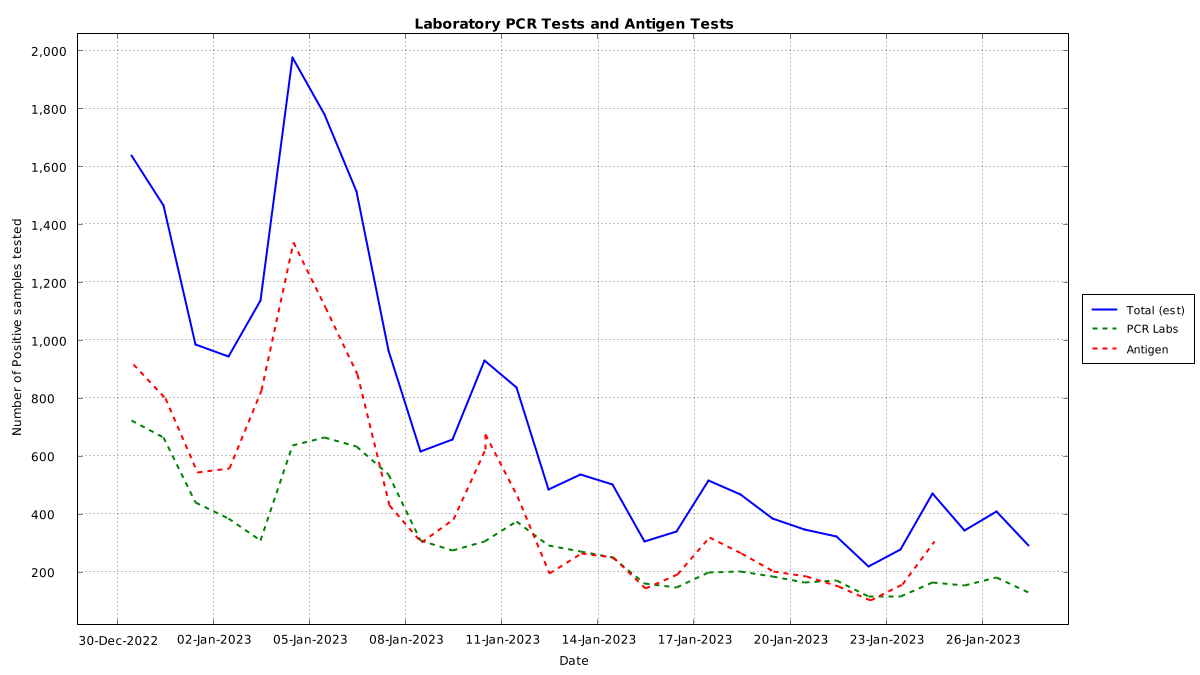 Laboratory PCR Tests and Antigen Tests
2,000
1,800
1,600
1,400
1,200
1,000
800
600
400
200
Number of Positive samples tested
30-Dec-2022 02-Jan-2023 05-Jan-2023 08-Jan-2023 11-Jan-2023 14-Jan-2023 17-Jan-2023 20-Jan-2023 23-Jan-2023 26-Jan-2023
Date
Total (est)
PCR Labs
Antigen